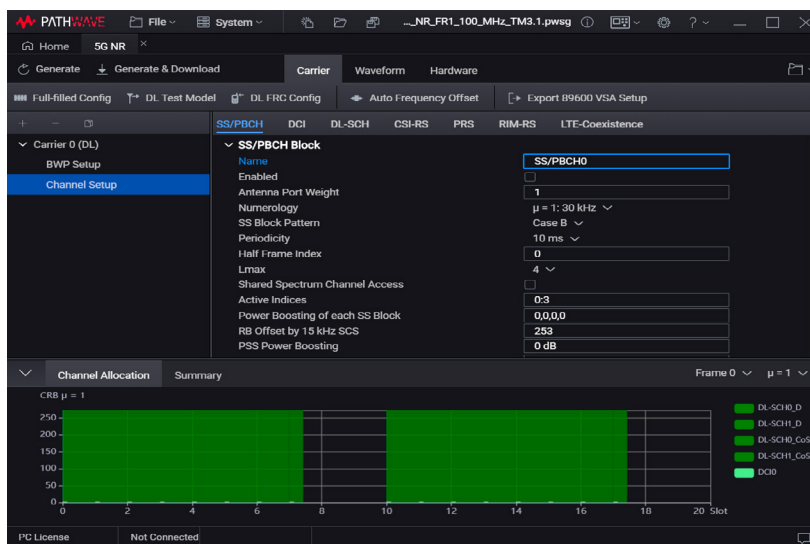 PATHWAVE File System ..._NR_FR1_100_MHz_TM3.1.pwsg ?
Home 5G NR ×
Generate Generate & Download Carrier Waveform Hardware
Full-filled Config DL Test Model DL FRC Config Auto Frequency Offset Export 89600 VSA Setup
SS/PBCH DCI DL-SCH CSI-RS PRS RIM-RS LTE-Coexistence
Carrier 0 (DL)
BWP Setup
Channel Setup
SS/PBCH Block
Name SS/PBCH0
Enabled
Antenna Port Weight 1
Numerology μ = 1: 30 kHz
SS Block Pattern Case B
Periodicity 10 ms
Half Frame Index 0
Lmax 4
Shared Spectrum Channel Access
Active Indices 0:3
Power Boosting of each SS Block 0,0,0,0
RB Offset by 15 kHz SCS 253
PSS Power Boosting 0 dB
Channel Allocation Summary Frame 0 μ = 1
CRB μ = 1
250
200
150
100
50
0
0 2 4 6 8 10 12 14 16 18 20 Slot
DL-SCH0_D
DL-SCH1_D
DL-SCH0_CoS
DL-SCH1_CoS
DCI0
PC License Not Connected